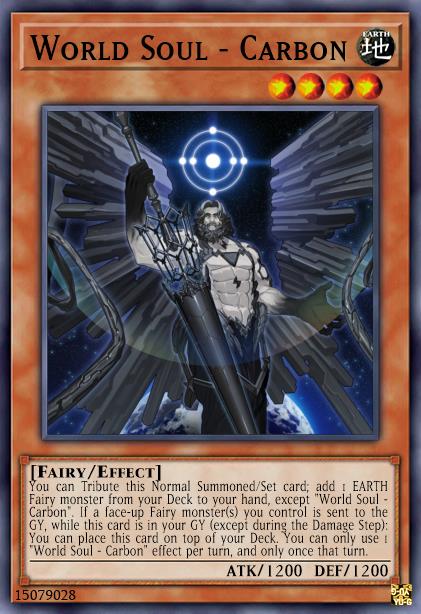 WORLD SOUL - CARBON
EARTH
地
[FAIRY/EFFECT]
You can Tribute this Normal Summoned/Set card; add 1 EARTH
Fairy monster from your Deck to your hand, except "World Soul -
Carbon". If a face-up Fairy monster(s) you control is sent to the
GY, while this card is in your GY (except during the Damage Step):
You can place this card on top of your Deck. You can only use 1
"World Soul - Carbon" effect per turn, and only once that turn.
ATK/1200 DEF/1200
15079028